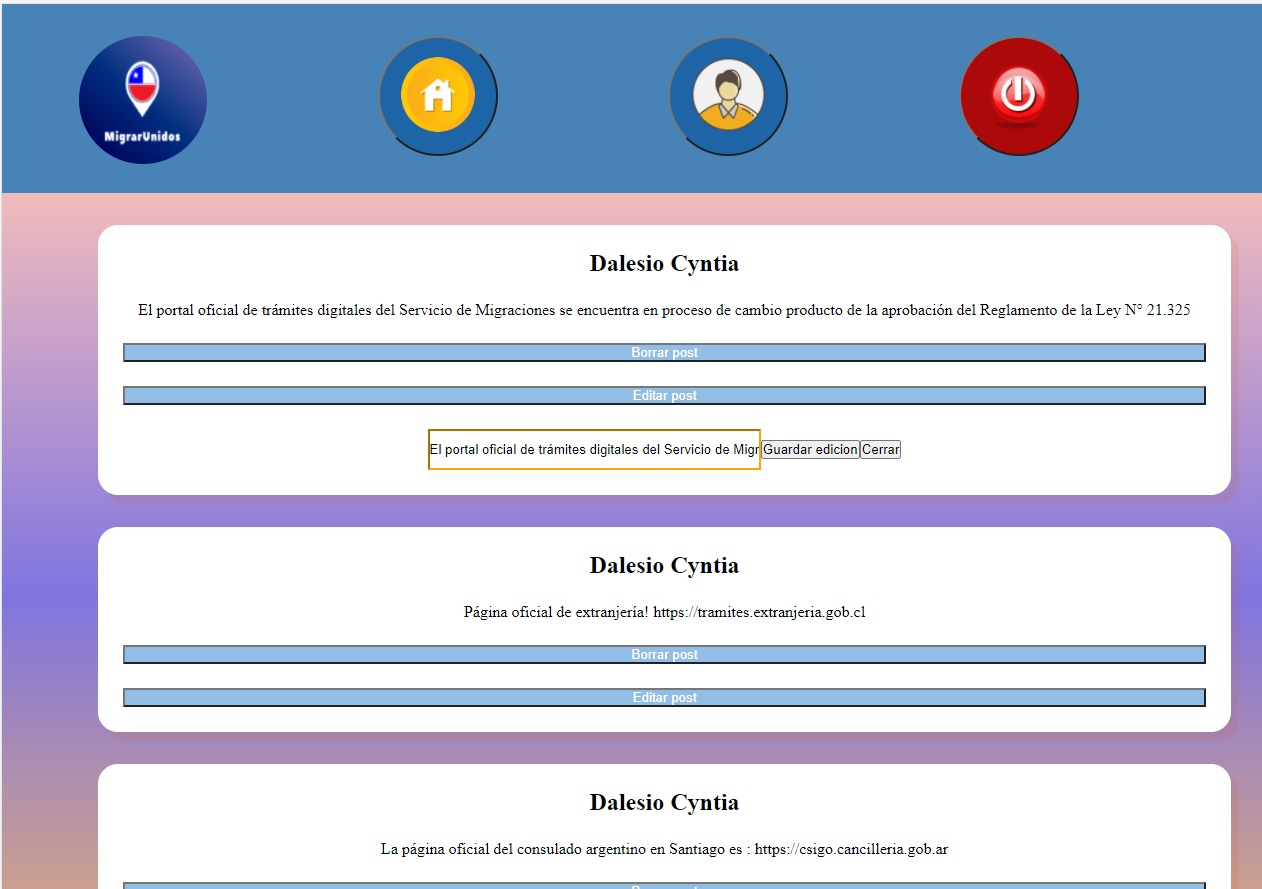 MigrarUnidos
Dalesio Cyntia
El portal oficial de trámites digitales del Servicio de Migraciones se encuentra en proceso de cambio producto de la aprobación del Reglamento de la Ley N° 21.325
Borrar post
Editar post
El portal oficial de trámites digitales del Servicio de Migr Guardar edicion Cerrar
Dalesio Cyntia
Página oficial de extranjería! https://tramites.extranjeria.gob.cl
Borrar post
Editar post
Dalesio Cyntia
La página oficial del consulado argentino en Santiago es : https://csigo.cancilleria.gob.ar